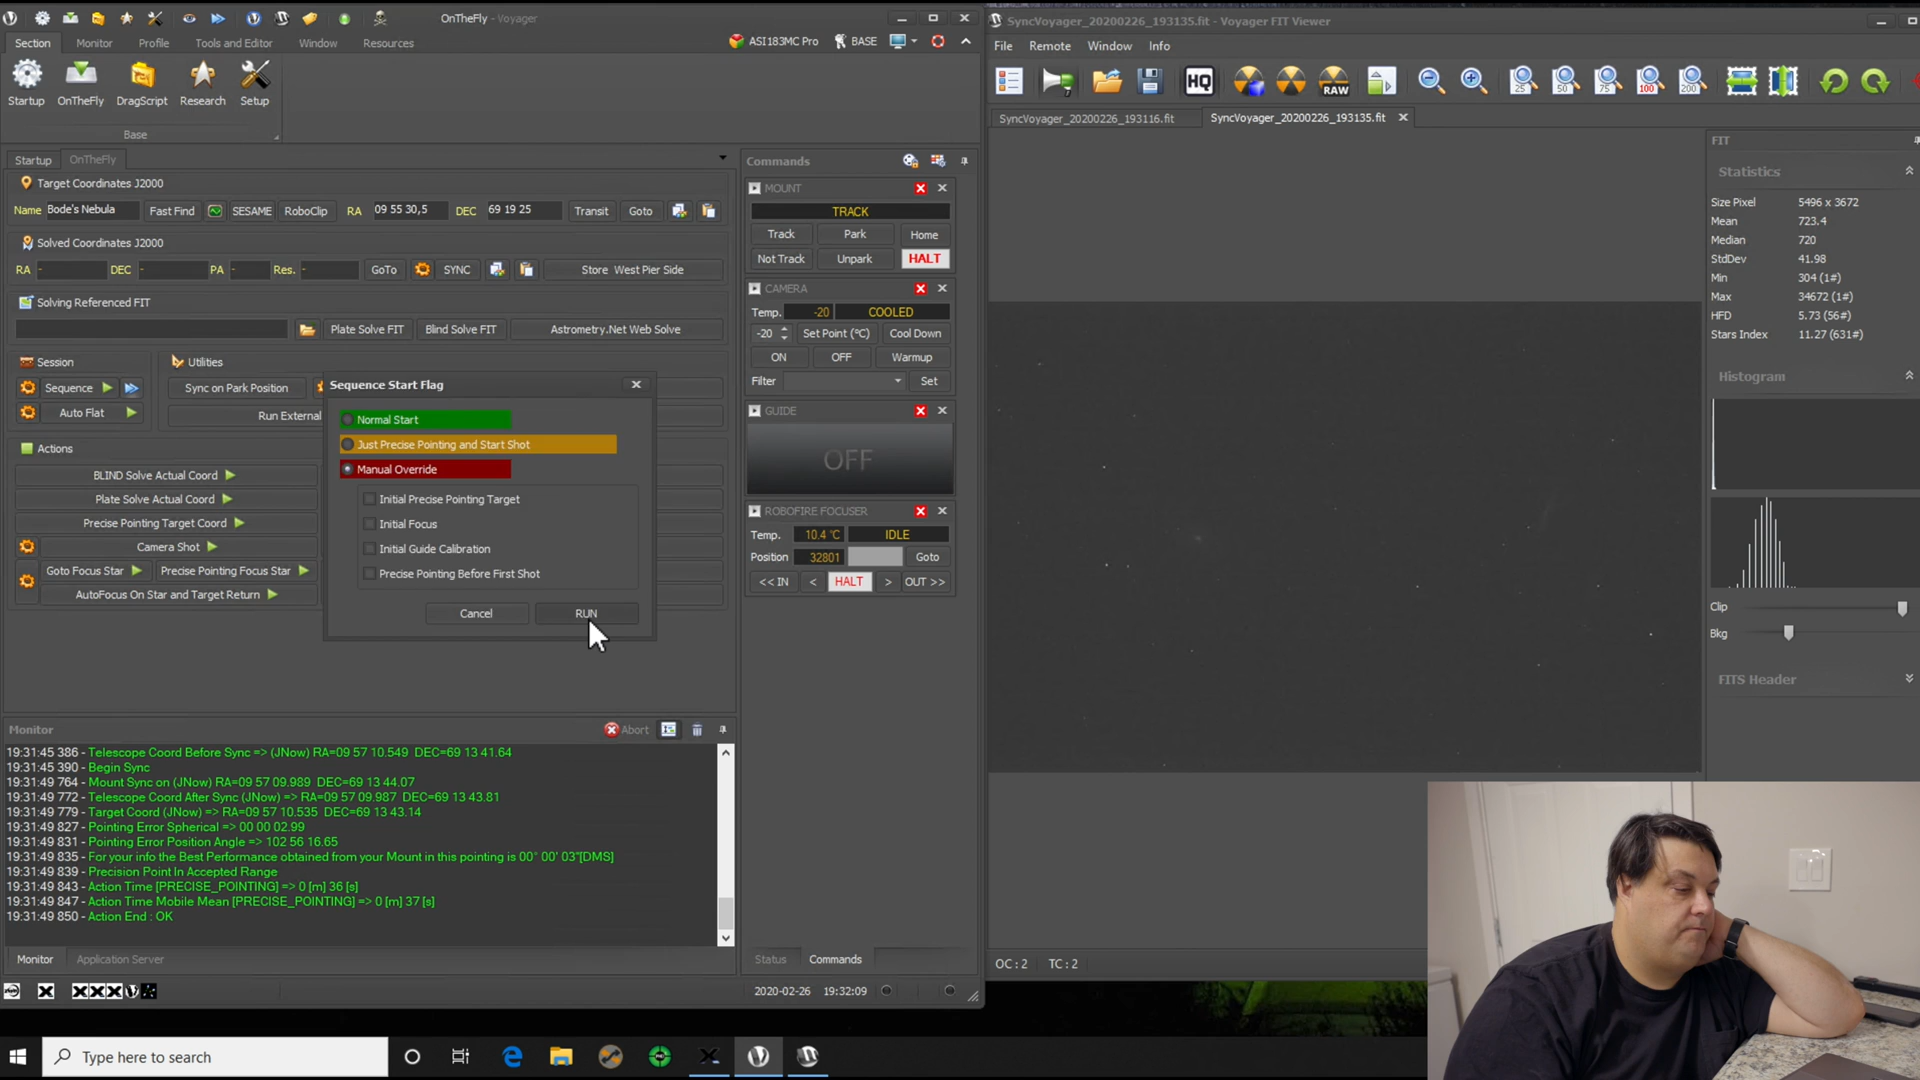 OnTheFly - Voyager
Section Monitor Profile Tools and Editor Window Resources
ASI183MC Pro BASE
Startup OnTheFly DragScript Research Setup
Base
Startup OnTheFly
Target Coordinates J2000
Name Bode's Nebula Fast Find SESAME RoboClip RA 09 55 30,5 DEC 69 19 25 Transit Goto
Solved Coordinates J2000
RA - DEC - PA - Res. - GoTo SYNC Store West Pier Side
Solving Referenced FIT
Plate Solve FIT Blind Solve FIT Astrometry.Net Web Solve
Session Utilities
Sequence Sync on Park Position
Auto Flat Run External
Actions
BLIND Solve Actual Coord
Plate Solve Actual Coord
Precise Pointing Target Coord
Camera Shot
Goto Focus Star Precise Pointing Focus Star
AutoFocus On Star and Target Return
Sequence Start Flag
Normal Start
Just Precise Pointing and Start Shot
Manual Override
Initial Precise Pointing Target
Initial Focus
Initial Guide Calibration
Precise Pointing Before First Shot
Cancel RUN
Commands
MOUNT
TRACK
Track Park Home
Not Track Unpark HALT
CAMERA
Temp. -20 COOLED
-20 Set Point (ºC) Cool Down
ON OFF Warmup
Filter Set
GUIDE
OFF
ROBOFIRE FOCUSER
Temp. 10.4 °C IDLE
Position 32801 Goto
<< IN < HALT > OUT >>
Monitor Abort
19:31:45 386 - Telescope Coord Before Sync => (JNow) RA=09 57 10.549 DEC=69 13 41.64
19:31:45 390 - Begin Sync
19:31:49 764 - Mount Sync on (JNow) RA=09 57 09.989 DEC=69 13 44.07
19:31:49 772 - Telescope Coord After Sync (JNow) => RA=09 57 09.987 DEC=69 13 43.81
19:31:49 779 - Target Coord (JNow) => RA=09 57 10.535 DEC=69 13 43.14
19:31:49 827 - Pointing Error Spherical => 00 00 02.99
19:31:49 831 - Pointing Error Position Angle => 102 56 16.65
19:31:49 835 - For your info the Best Performance obtained from your Mount in this pointing is 00° 00' 03"[DMS]
19:31:49 839 - Precision Point In Accepted Range
19:31:49 843 - Action Time [PRECISE_POINTING] => 0 [m] 36 [s]
19:31:49 847 - Action Time Mobile Mean [PRECISE_POINTING] => 0 [m] 37 [s]
19:31:49 850 - Action End : OK
Monitor Application Server
Status Commands
2020-02-26 19:32:09
SyncVoyager_20200226_193135.fit - Voyager FIT Viewer
File Remote Window Info
HQ RAW 25 50 75 100 200
SyncVoyager_20200226_193116.fit SyncVoyager_20200226_193135.fit
FIT
Statistics
Size Pixel 5496 x 3672
Mean 723.4
Median 720
StdDev 41.98
Min 304 (1#)
Max 34672 (1#)
HFD 5.73 (56#)
Stars Index 11.27 (631#)
Histogram
Clip
Bkg
FITS Header
OC : 2 TC : 2
Type here to search